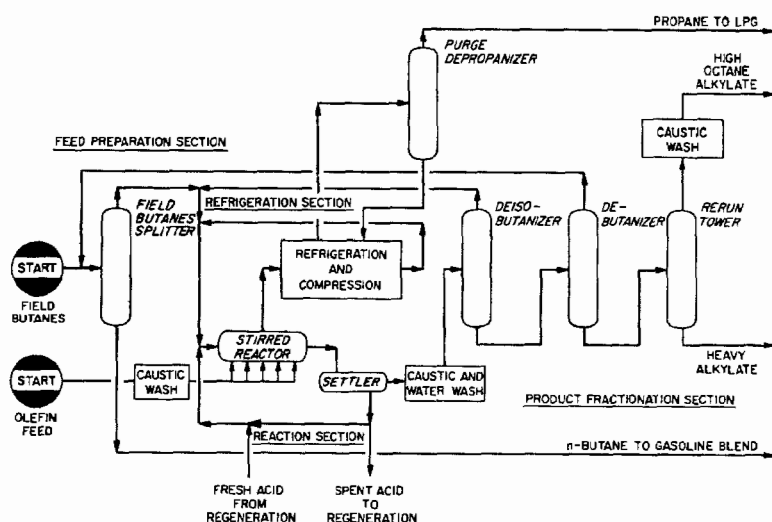 PROPANE TO LPG
PURGE
DEPROPANIZER
HIGH
OCTANE
ALKYLATE
CAUSTIC
WASH
FEED PREPARATION SECTION
REFRIGERATION SECTION
FIELD
BUTANES
SPLITTER
DEISO-
BUTANIZER
DE-
BUTANIZER
RERUN
TOWER
START
FIELD
BUTANES
REFRIGERATION
AND
COMPRESSION
STIRRED
REACTOR
START
OLEFIN
FEED
CAUSTIC
WASH
SETTLER
CAUSTIC AND
WATER WASH
HEAVY
ALKYLATE
PRODUCT FRACTIONATION SECTION
REACTION SECTION
n-BUTANE TO GASOLINE BLEND
FRESH ACID
FROM
REGENERATION
SPENT ACID
TO
REGENERATION